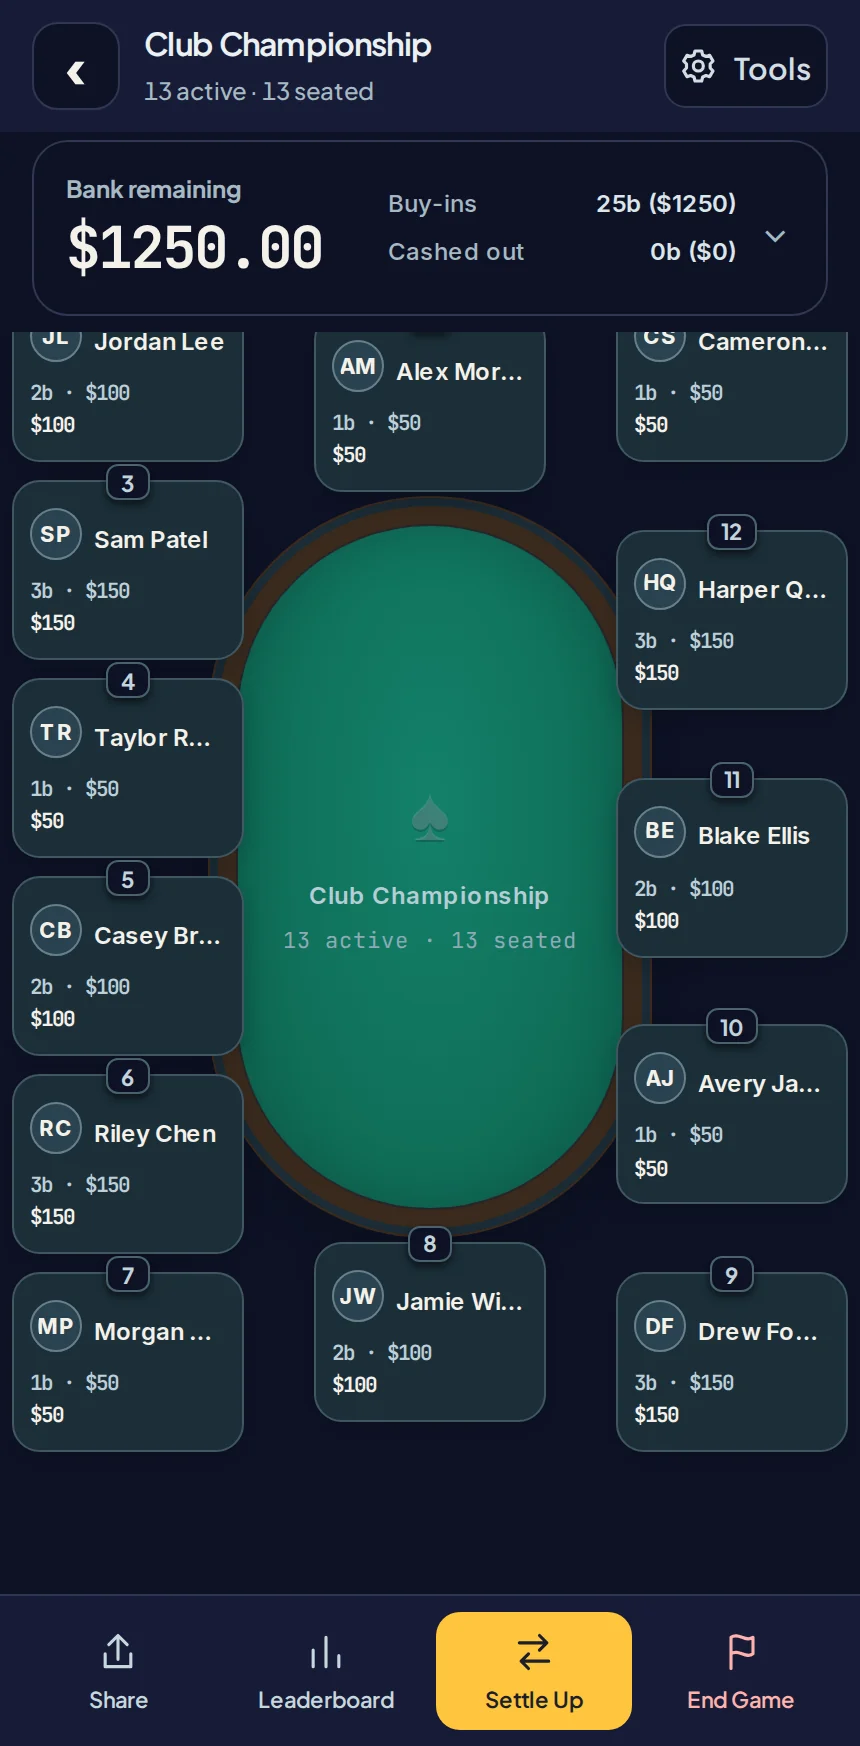 Club Championship
13 active · 13 seated
Tools
Bank remaining
$1250.00
Buy-ins
25b ($1250)
Cashed out
0b ($0)
JL
Jordan Lee
2b · $100
$100
AM
Alex Mor...
1b · $50
$50
CS
Cameron...
1b · $50
$50
3
SP
Sam Patel
3b · $150
$150
12
HQ
Harper Q...
3b · $150
$150
4
TR
Taylor R...
1b · $50
$50
11
BE
Blake Ellis
2b · $100
$100
Club Championship
13 active · 13 seated
5
CB
Casey Br...
2b · $100
$100
10
AJ
Avery Ja...
1b · $50
$50
6
RC
Riley Chen
3b · $150
$150
7
MP
Morgan ...
1b · $50
$50
8
JW
Jamie Wi...
2b · $100
$100
9
DF
Drew Fo...
3b · $150
$150
Share
Leaderboard
Settle Up
End Game